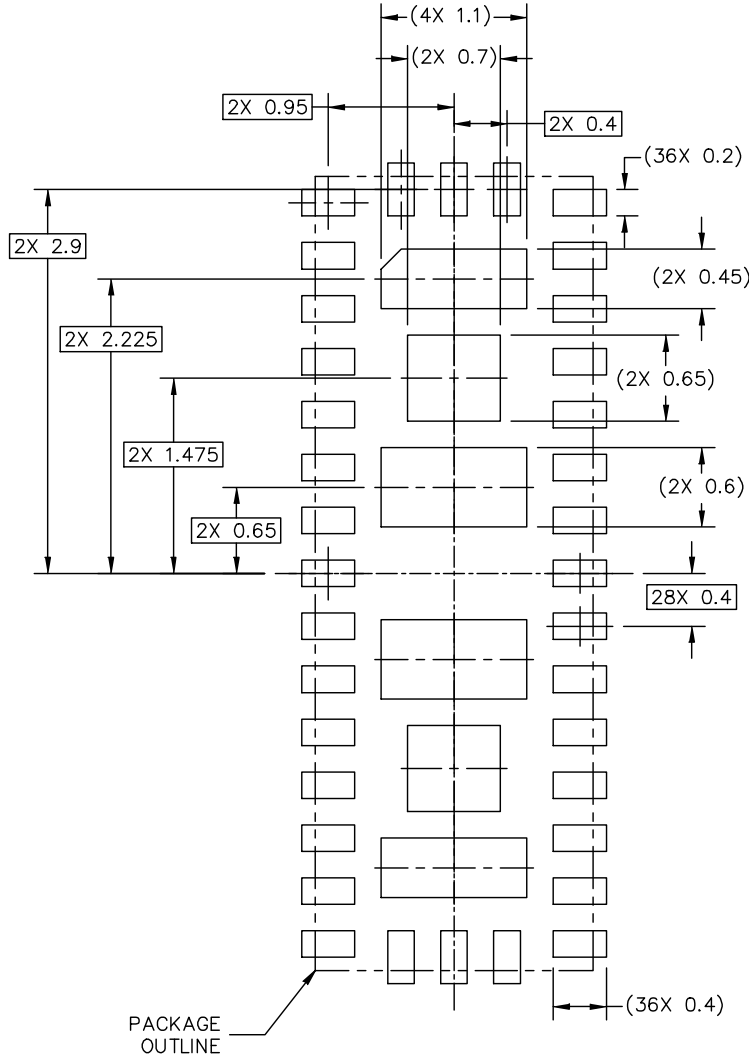 (4X 1.1)
(2X 0.7)
2X 0.95
2X 0.4
(36X 0.2)
2X 2.9
(2X 0.45)
2X 2.225
(2X 0.65)
2X 1.475
(2X 0.6)
2X 0.65
28X 0.4
(36X 0.4)
PACKAGE
OUTLINE